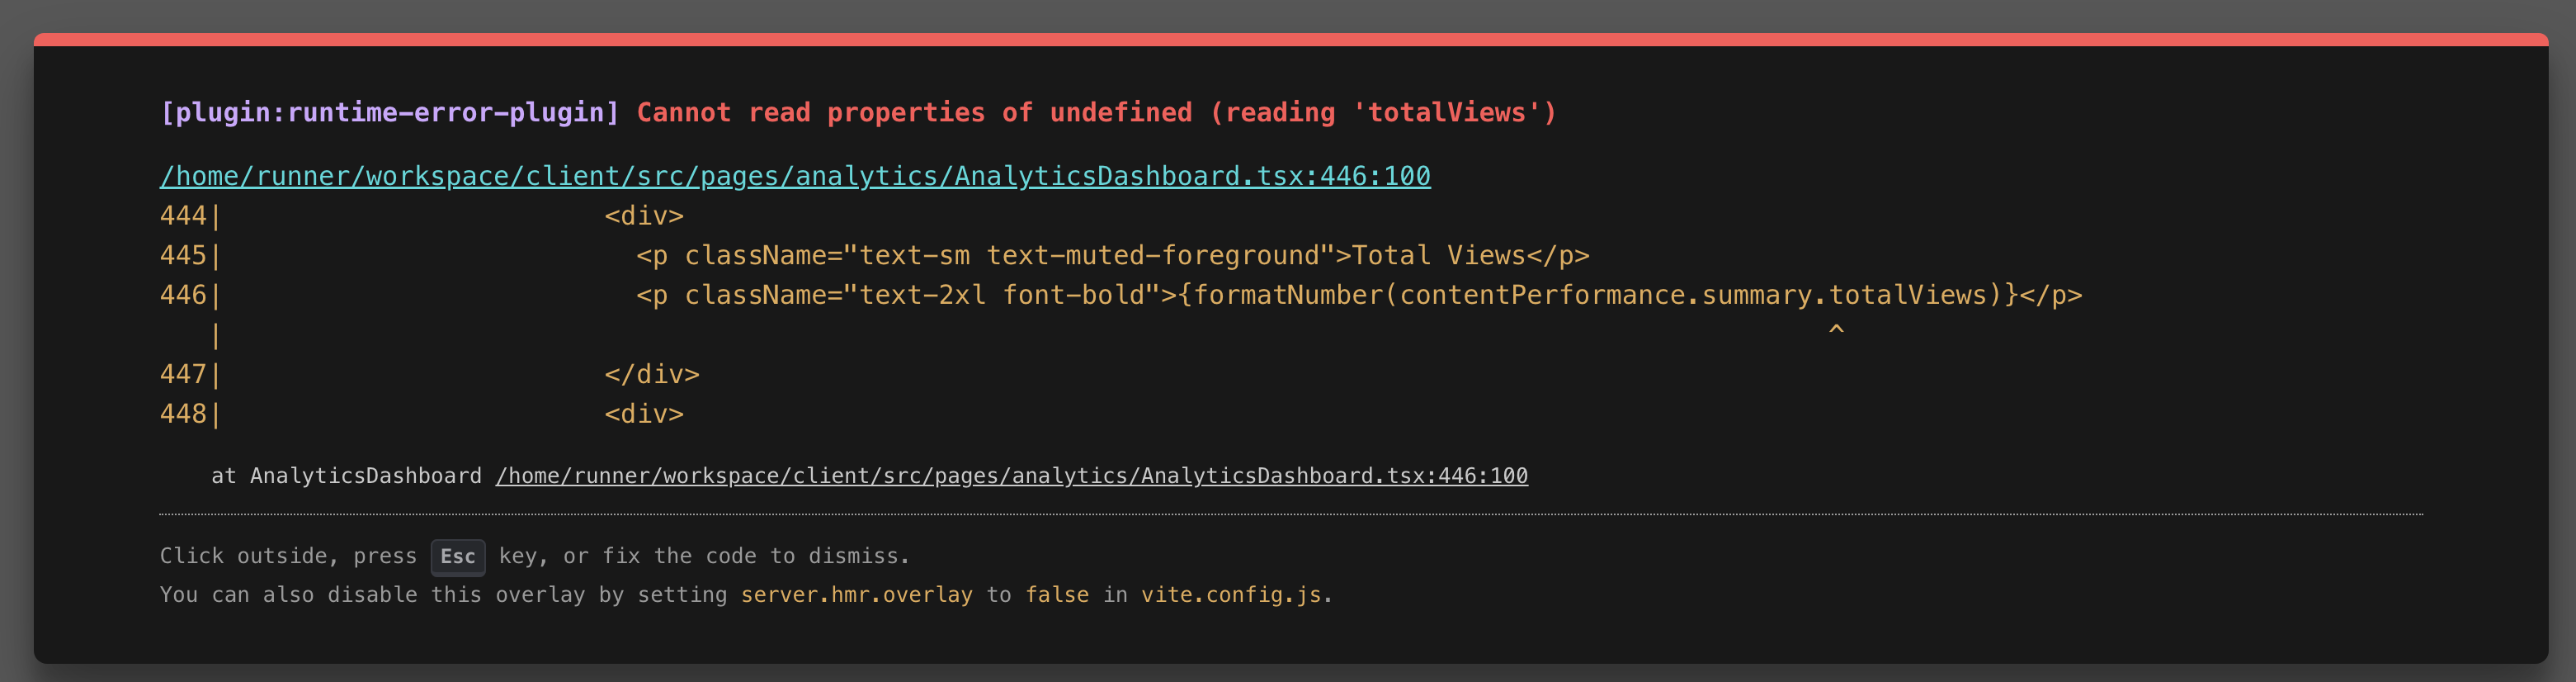 [plugin:runtime-error-plugin] Cannot read properties of undefined (reading 'totalViews')
/home/runner/workspace/client/src/pages/analytics/AnalyticsDashboard.tsx:446:100
444|                        <div>
445|                          <p className="text-sm text-muted-foreground">Total Views</p>
446|                          <p className="text-2xl font-bold">{formatNumber(contentPerformance.summary.totalViews)}</p>
   |                                                                                                     ^
447|                        </div>
448|                        <div>
    at AnalyticsDashboard /home/runner/workspace/client/src/pages/analytics/AnalyticsDashboard.tsx:446:100
Click outside, press Esc key, or fix the code to dismiss.
You can also disable this overlay by setting server.hmr.overlay to false in vite.config.js.